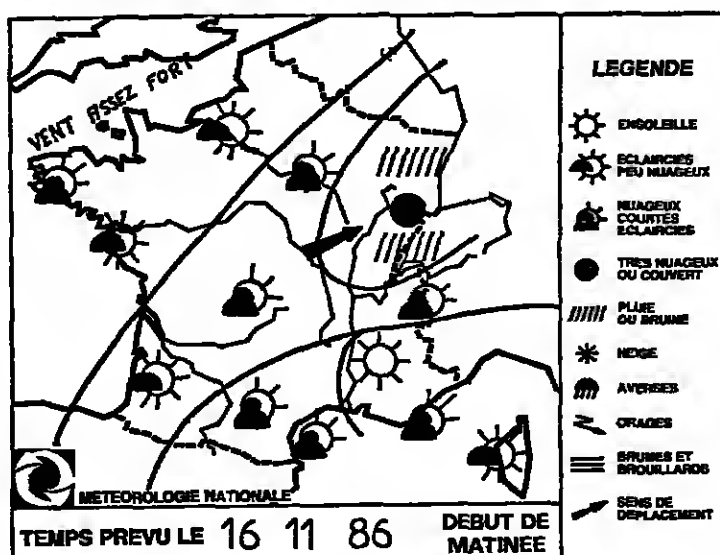 VENT ASSEZ FORT
METEOROLOGIE NATIONALE
TEMPS PREVU LE 16 11 86 DEBUT DE
MATINEE
LEGENDE
ENSOLEILLE
ECLAIRCIES
PEU NUAGEUX
NUAGEUX
COURTES
ECLAIRCIES
TRES NUAGEUX
OU COUVERT
PLUIE
OU BRUINE
NEIGE
AVERSES
ORAGES
BRUMES ET
BROUILLARDS
SENS DE
DEPLACEMENT